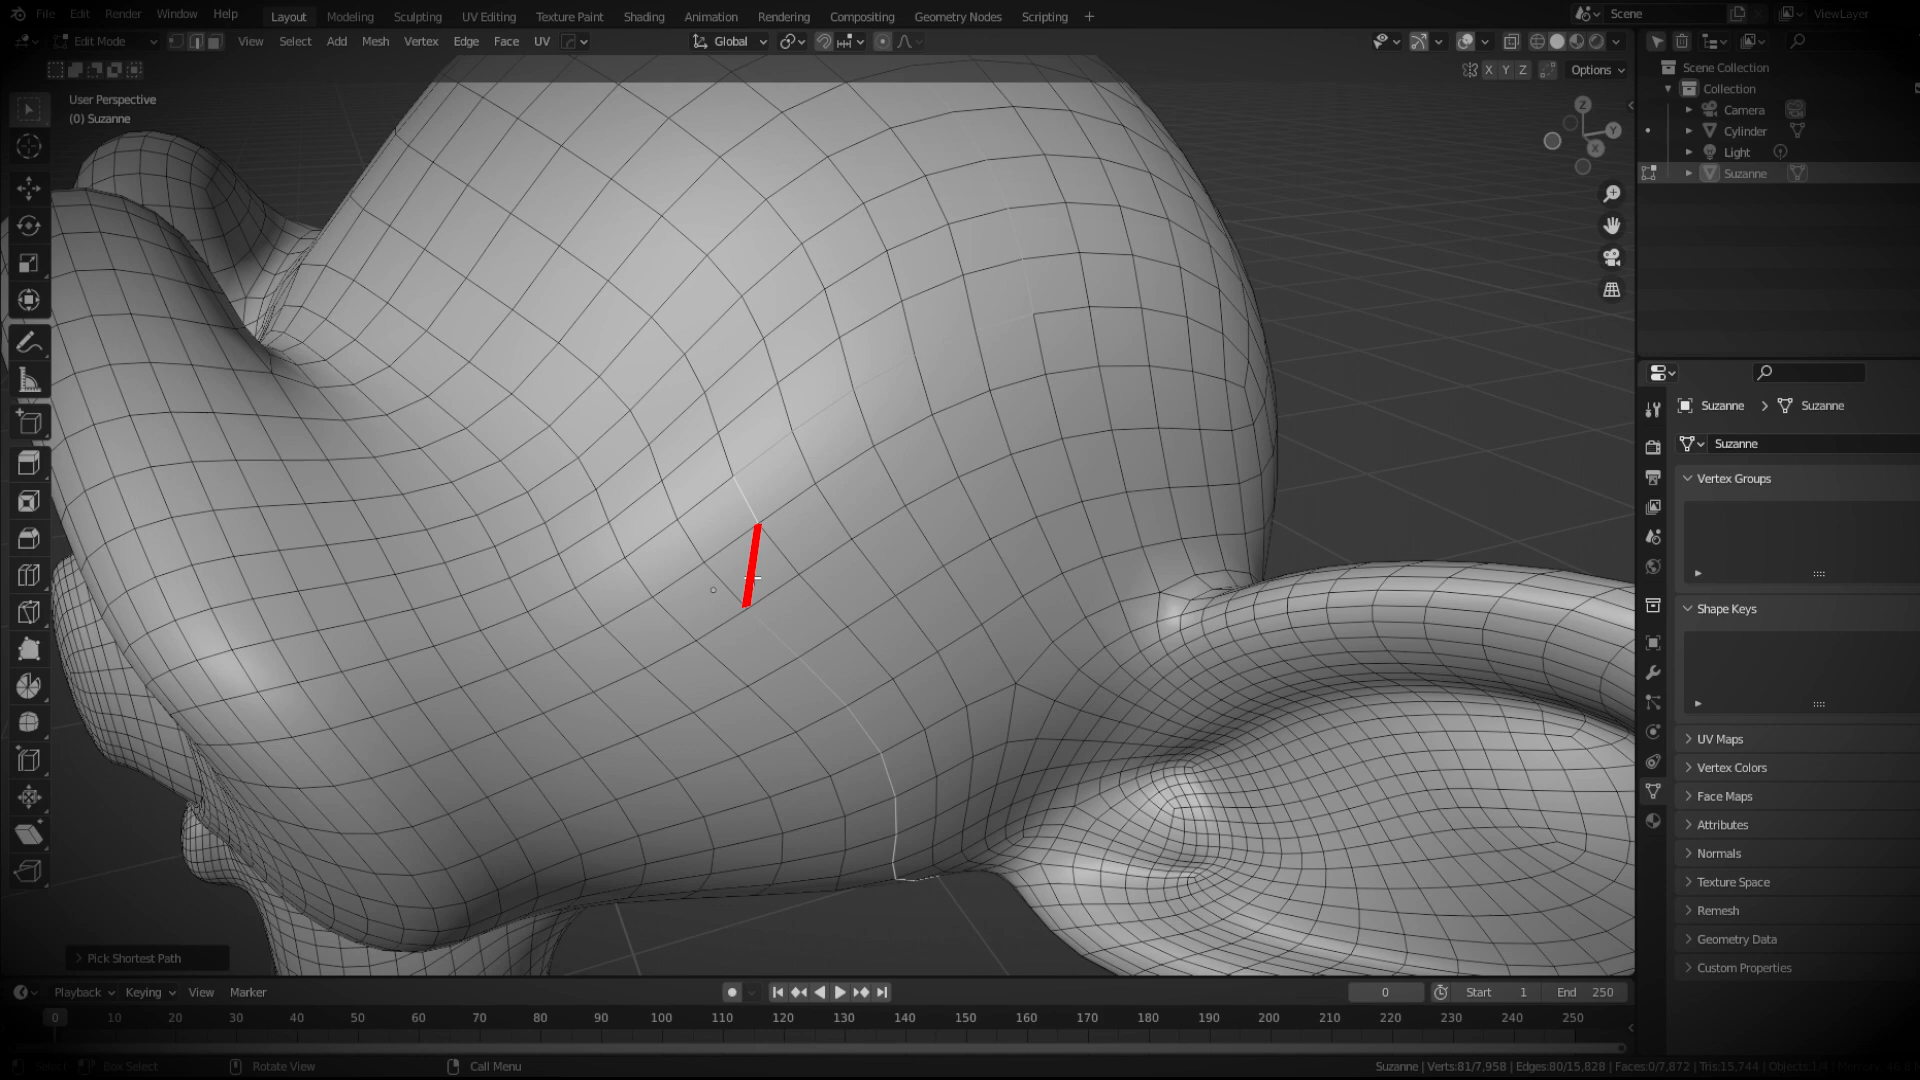 File Edit Render Window Help Layout Modeling Sculpting UV Editing Texture Paint Shading Animation Rendering Compositing Geometry Nodes Scripting + Scene ViewLayer
Edit Mode View Select Add Mesh Vertex Edge Face UV Global
X Y Z Options
User Perspective
(0) Suzanne
Z
Y
X
Scene Collection
Collection
Camera
Cylinder
Light
Suzanne
Suzanne > Suzanne
Suzanne
Vertex Groups
Shape Keys
UV Maps
Vertex Colors
Face Maps
Attributes
Normals
Texture Space
Remesh
Geometry Data
Custom Properties
> Pick Shortest Path
Playback Keying View Marker 0 Start 1 End 250
0 10 20 30 40 50 60 70 80 90 100 110 120 130 140 150 160 170 180 190 200 210 220 230 240 250
Select Box Select Rotate View Call Menu Suzanne | Verts:81/7,958 | Edges:80/15,828 | Faces:0/7,872 | Tris:15,744 | Objects: